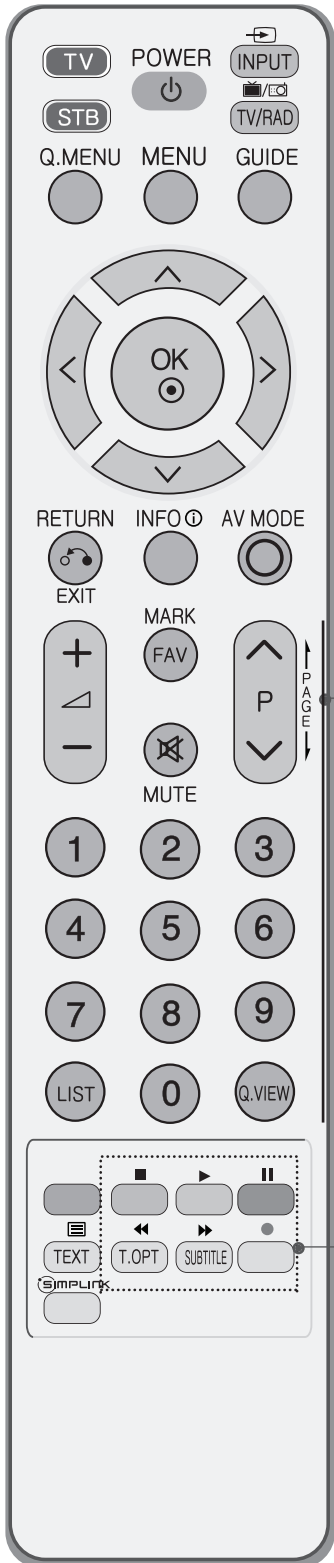 TV POWER INPUT
STB TV/RAD
Q.MENU MENU GUIDE
OK
RETURN INFO i AV MODE
EXIT
MARK
FAV
+ P
-
PAGE
MUTE
1 2 3
4 5 6
7 8 9
LIST 0 Q.VIEW
TEXT T.OPT SUBTITLE
SIMPLINK